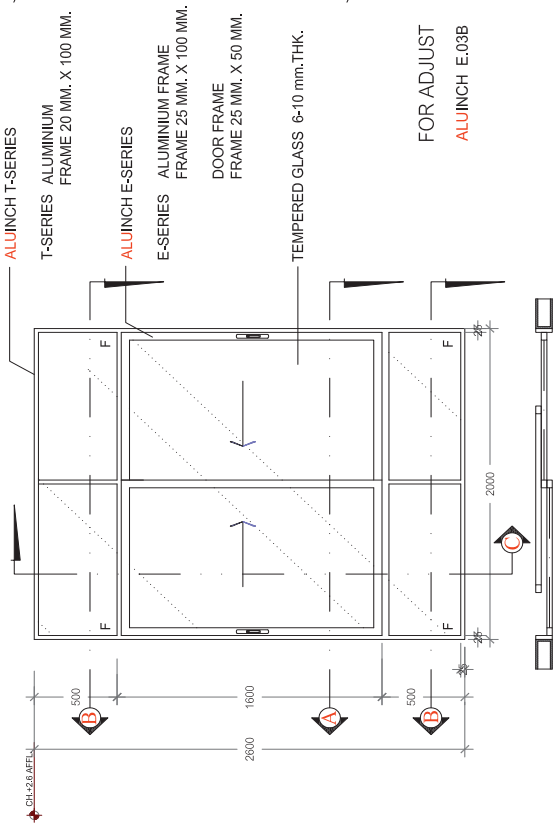 ALUINCH T-SERIES
T-SERIES ALUMINIUM
FRAME 20 MM. X 100 MM.
ALUINCH E-SERIES
E-SERIES ALUMINIUM FRAME
FRAME 25 MM. X 100 MM.
DOOR FRAME
FRAME 25 MM. X 50 MM.
TEMPERED GLASS 6-10 mm.THK.
FOR ADJUST
ALUINCH E.03B
CH.+2.6 AFFL.
500
1600
500
2600
B
A
B
C
F
F
F
F
25
2000
25
25